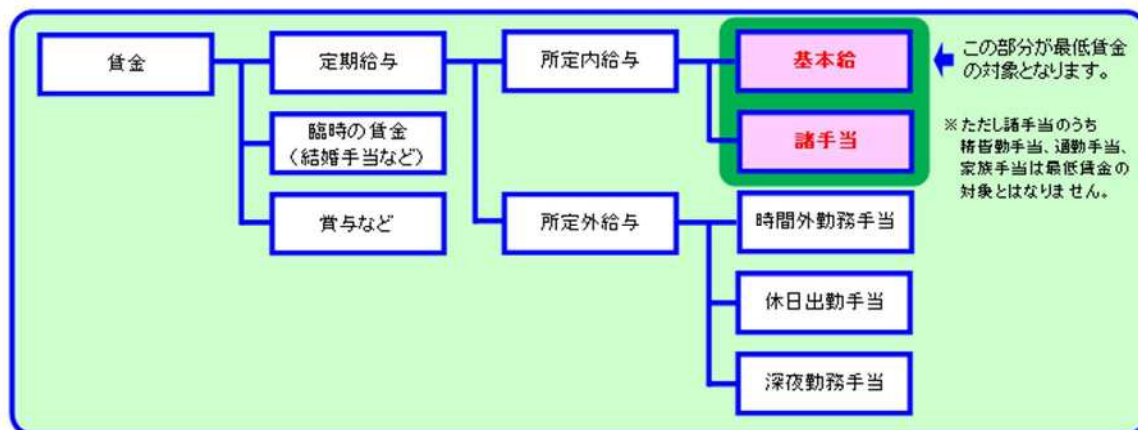 賃金
定期給与
所定内給与
基本給
この部分が最低賃金
の対象となります。
臨時の賃金
(結婚手当など)
諸手当
※ただし諸手当のうち
精皆勤手当、通勤手当、
家族手当は最低賃金の
対象とはなりません。
賞与など
所定外給与
時間外勤務手当
休日出勤手当
深夜勤務手当